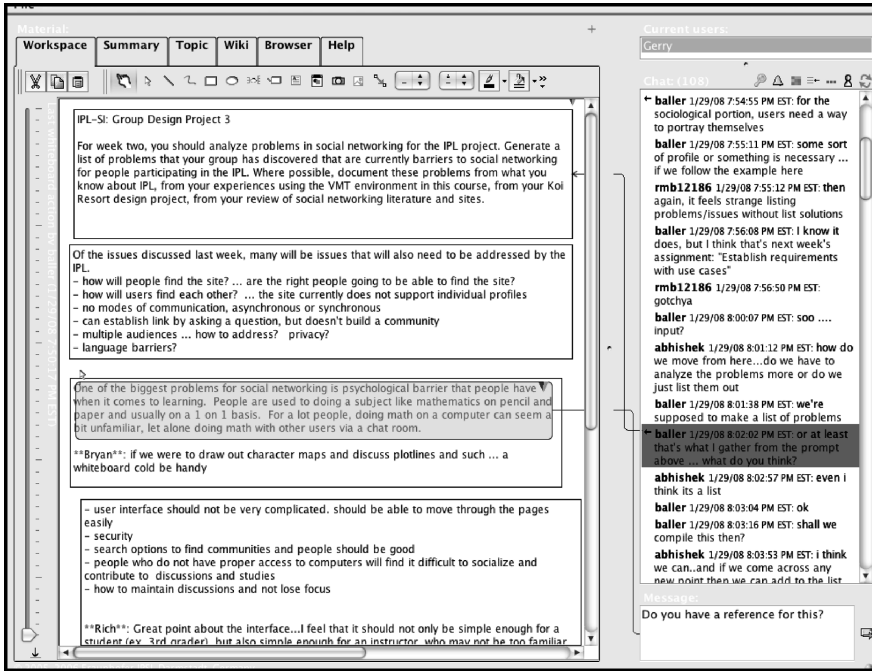 Material:
Workspace Summary Topic Wiki Browser Help
IPL-SI: Group Design Project 3
For week two, you should analyze problems in social networking for the IPL project. Generate a
list of problems that your group has discovered that are currently barriers to social networking
for people participating in the IPL. Where possible, document these problems from what you
know about IPL, from your experiences using the VMT environment in this course, from your Koi
Resort design project, from your review of social networking literature and sites.
Of the issues discussed last week, many will be issues that will also need to be addressed by the
IPL.
- how will people find the site? ... are the right people going to be able to find the site?
- how will users find each other? ... the site currently does not support individual profiles
- no modes of communication, asynchronous or synchronous
- can establish link by asking a question, but doesn't build a community
- multiple audiences ... how to address? privacy?
- language barriers?
One of the biggest problems for social networking is psychological barrier that people have
when it comes to learning. People are used to doing a subject like mathematics on pencil and
paper and usually on a 1 on 1 basis. For a lot people, doing math on a computer can seem a
bit unfamiliar, let alone doing math with other users via a chat room.
**Bryan**: if we were to draw out character maps and discuss plotlines and such ... a
whiteboard cold be handy
- user interface should not be very complicated. should be able to move through the pages
easily
- security
- search options to find communities and people should be good
- people who do not have proper access to computers will find it difficult to socialize and
contribute to discussions and studies
- how to maintain discussions and not lose focus
**Rich**: Great point about the interface...I feel that it should not only be simple enough for a
student (ex. 3rd grader), but also simple enough for an instructor, who may not be too familiar
Last whiteboard action by baller (1/29/08 7:50:17 PM EST)
Current users:
Gerry
Chat: (108)
baller 1/29/08 7:54:55 PM EST: for the
sociological portion, users need a way
to portray themselves
baller 1/29/08 7:55:11 PM EST: some sort
of profile or something is necessary ...
if we follow the example here
rmb12186 1/29/08 7:55:12 PM EST: then
again, it feels strange listing
problems/issues without list solutions
baller 1/29/08 7:56:08 PM EST: I know it
does, but I think that's next week's
assignment: "Establish requirements
with use cases"
rmb12186 1/29/08 7:56:50 PM EST:
gotchya
baller 1/29/08 8:00:07 PM EST: soo ....
input?
abhishek 1/29/08 8:01:12 PM EST: how do
we move from here...do we have to
analyze the problems more or do we
just list them out
baller 1/29/08 8:01:38 PM EST: we're
supposed to make a list of problems
baller 1/29/08 8:02:02 PM EST: or at least
that's what I gather from the prompt
above ... what do you think?
abhishek 1/29/08 8:02:57 PM EST: even i
think its a list
baller 1/29/08 8:03:04 PM EST: ok
baller 1/29/08 8:03:16 PM EST: shall we
compile this then?
abhishek 1/29/08 8:03:53 PM EST: i think
we can..and if we come across any
new point then we can add to the list
Message:
Do you have a reference for this?